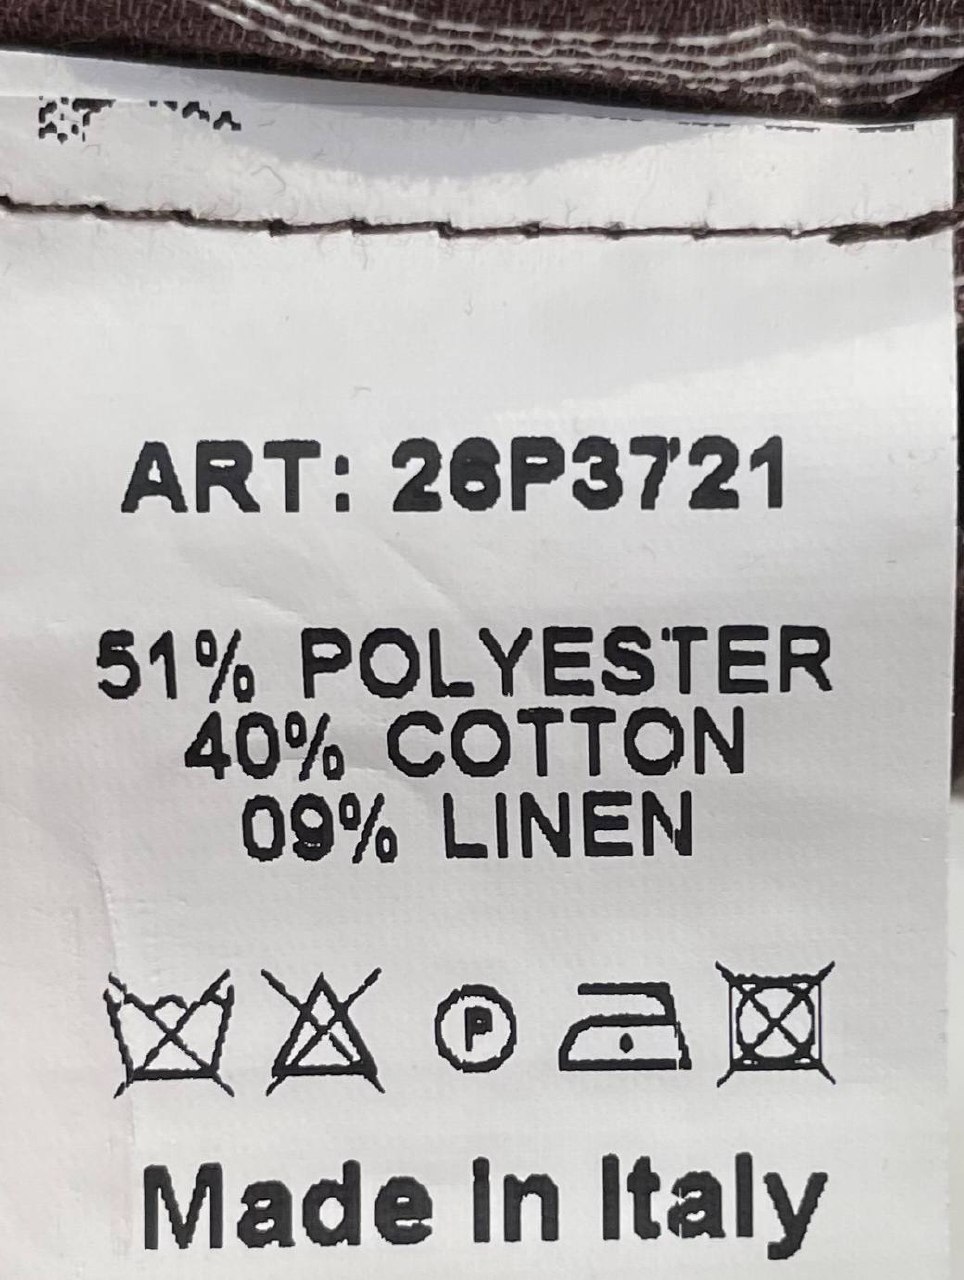 ART: 26P3721
51% POLYESTER
40% COTTON
09% LINEN
P
Made in Italy